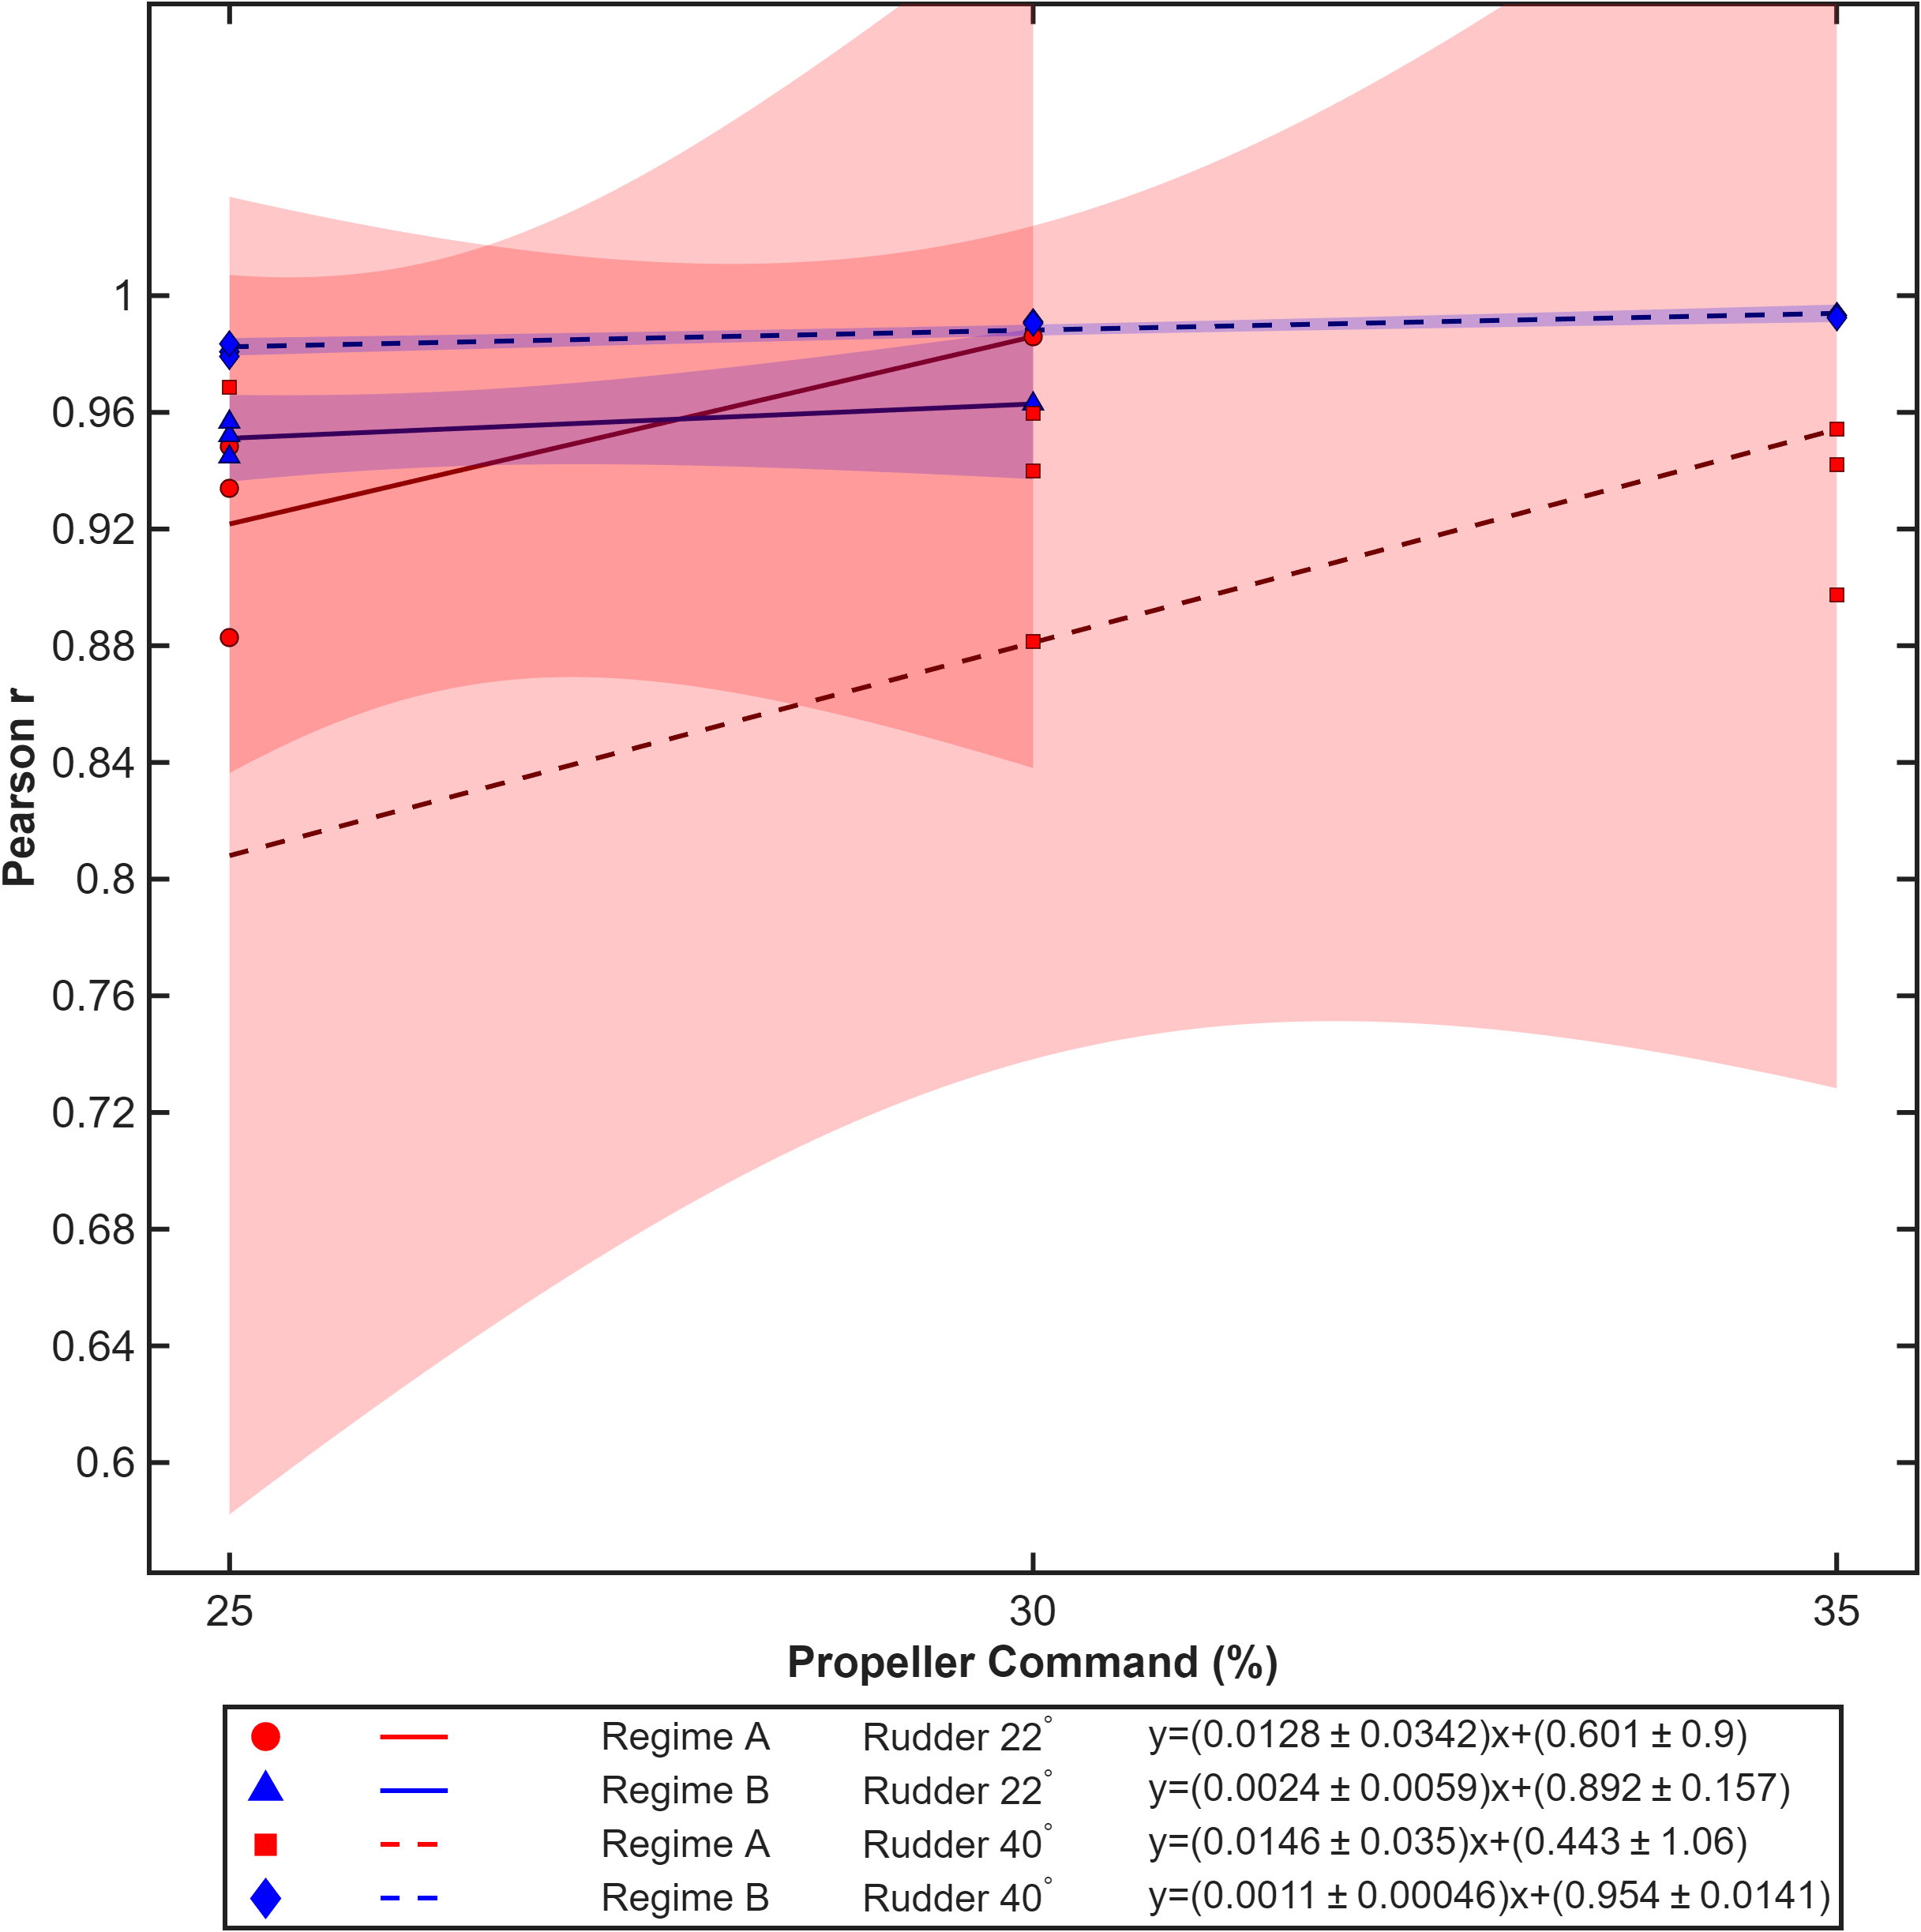 1
0.96
0.92
0.88
0.84
0.8
0.76
0.72
0.68
0.64
0.6
Pearson r
25 30 35
Propeller Command (%)
Regime A Rudder 22° y=(0.0128 ± 0.0342)x+(0.601 ± 0.9)
Regime B Rudder 22° y=(0.0024 ± 0.0059)x+(0.892 ± 0.157)
Regime A Rudder 40° y=(0.0146 ± 0.035)x+(0.443 ± 1.06)
Regime B Rudder 40° y=(0.0011 ± 0.00046)x+(0.954 ± 0.0141)